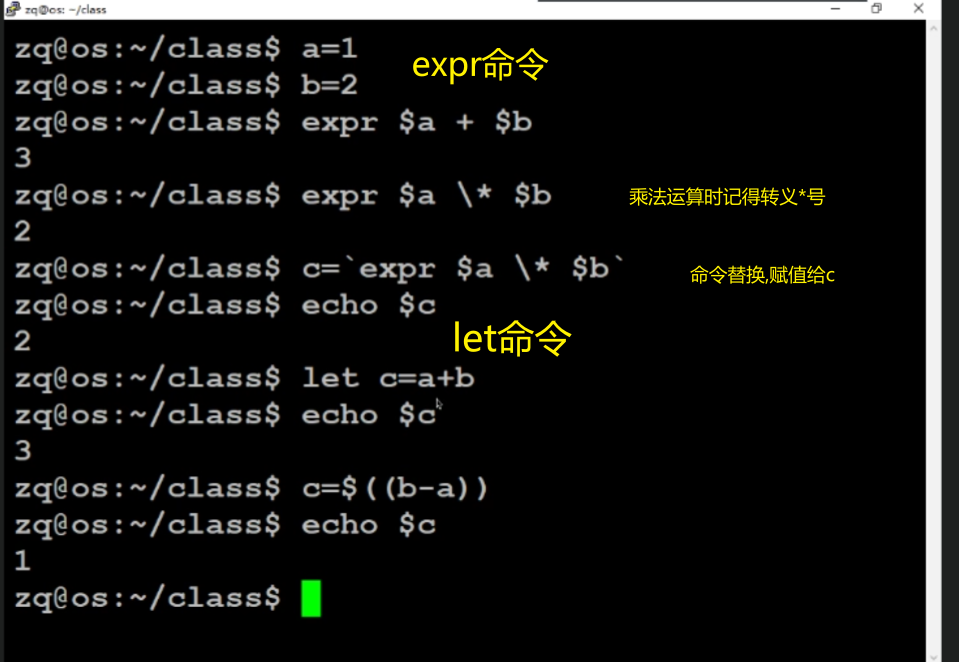 zq@os: ~/class
zq@os:~/class$ a=1
expr命令
zq@os:~/class$ b=2
zq@os:~/class$ expr $a + $b
3
zq@os:~/class$ expr $a \* $b
乘法运算时记得转义*号
2
zq@os:~/class$ c=`expr $a \* $b`
命令替换,赋值给c
zq@os:~/class$ echo $c
2
let命令
zq@os:~/class$ let c=a+b
zq@os:~/class$ echo $c
3
zq@os:~/class$ c=$((b-a))
zq@os:~/class$ echo $c
1
zq@os:~/class$